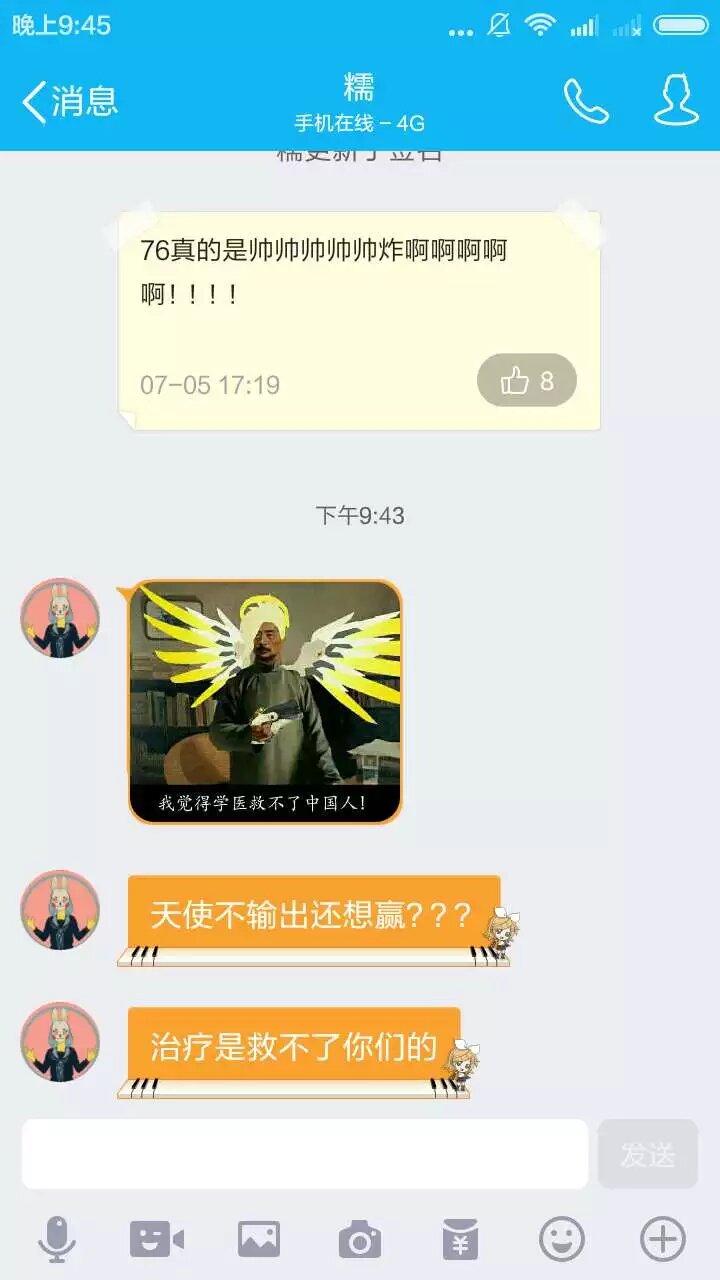 晚上9:45
消息
糯
手机在线 – 4G
糯更新了签名
76真的是帅帅帅帅帅炸啊啊啊啊
啊！！！！
07-05 17:19
8
下午9:43
我觉得学医救不了中国人！
天使不输出还想赢？？？
治疗是救不了你们的
发送